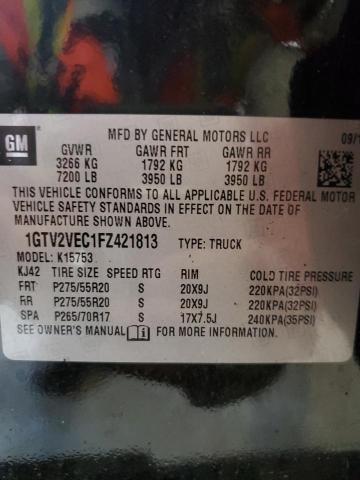 GM
MFD BY GENERAL MOTORS LLC 09/1
GVWR GAWR FRT GAWR RR
3266 KG 1792 KG 1792 KG
7200 LB 3950 LB 3950 LB
THIS VEHICLE CONFORMS TO ALL APPLICABLE U.S. FEDERAL MOTOR
VEHICLE SAFETY STANDARDS IN EFFECT ON THE DATE OF
MANUFACTURE SHOWN ABOVE.
1GTV2VEC1FZ421813 TYPE: TRUCK
MODEL: K15753
KJ42 TIRE SIZE SPEED RTG RIM COLD TIRE PRESSURE
FRT P275/55R20 S 20X9J 220KPA(32PSI)
RR P275/55R20 S 20X9J 220KPA(32PSI)
SPA P265/70R17 S 17X7.5J 240KPA(35PSI)
SEE OWNER'S MANUAL FOR MORE INFORMATION.